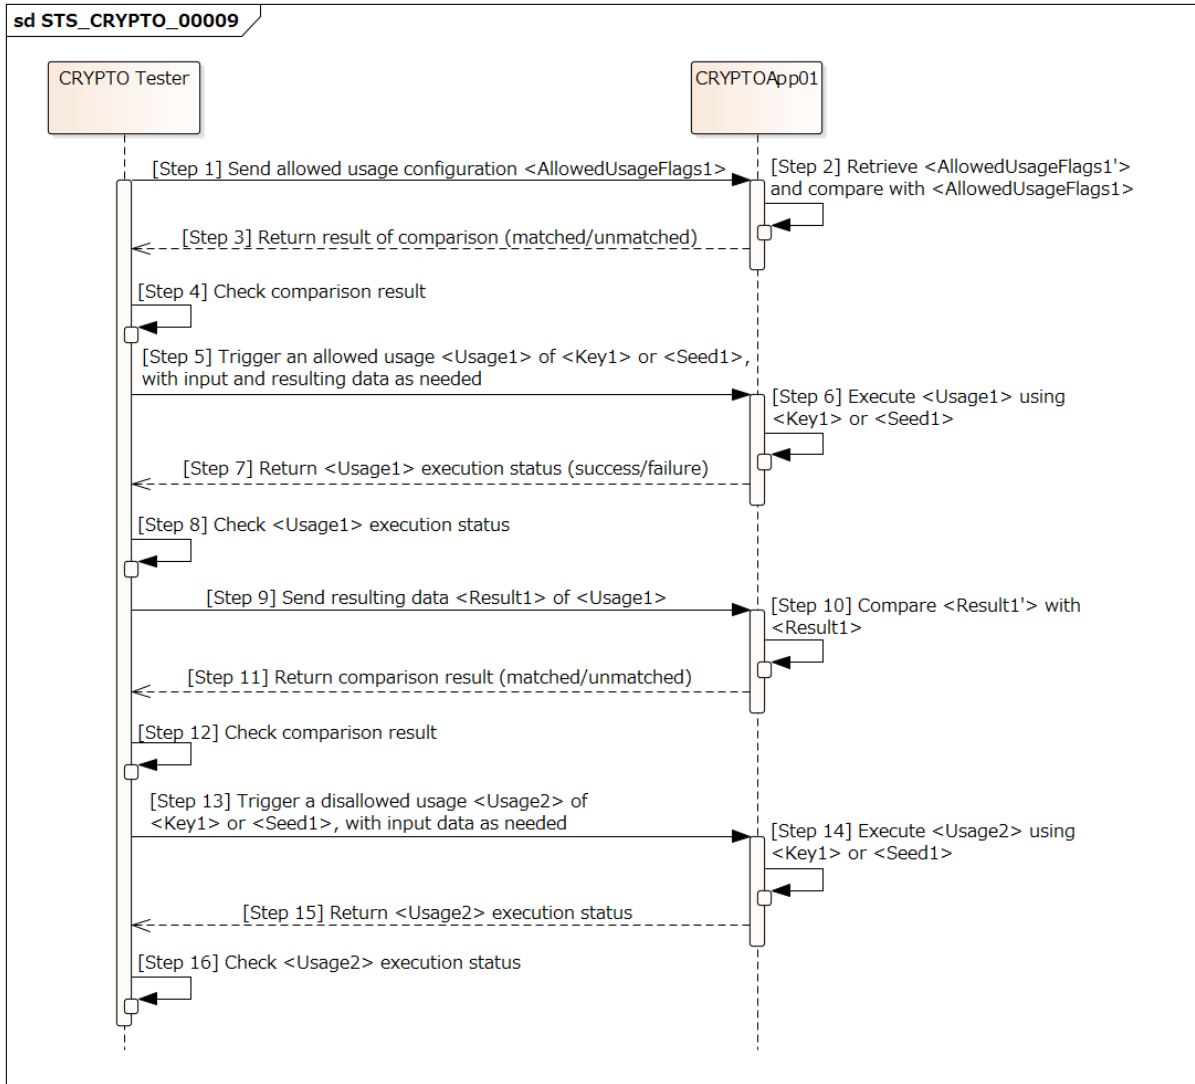 sd STS_CRYPTO_00009
CRYPTO Tester
CRYPTOApp01
[Step 1] Send allowed usage configuration <AllowedUsageFlags1>
[Step 2] Retrieve <AllowedUsageFlags1'>
and compare with <AllowedUsageFlags1>
[Step 3] Return result of comparison (matched/unmatched)
[Step 4] Check comparison result
[Step 5] Trigger an allowed usage <Usage1> of <Key1> or <Seed1>,
with input and resulting data as needed
[Step 6] Execute <Usage1> using
<Key1> or <Seed1>
[Step 7] Return <Usage1> execution status (success/failure)
[Step 8] Check <Usage1> execution status
[Step 9] Send resulting data <Result1> of <Usage1>
[Step 10] Compare <Result1'> with
<Result1>
[Step 11] Return comparison result (matched/unmatched)
[Step 12] Check comparison result
[Step 13] Trigger a disallowed usage <Usage2> of
<Key1> or <Seed1>, with input data as needed
[Step 14] Execute <Usage2> using
<Key1> or <Seed1>
[Step 15] Return <Usage2> execution status
[Step 16] Check <Usage2> execution status